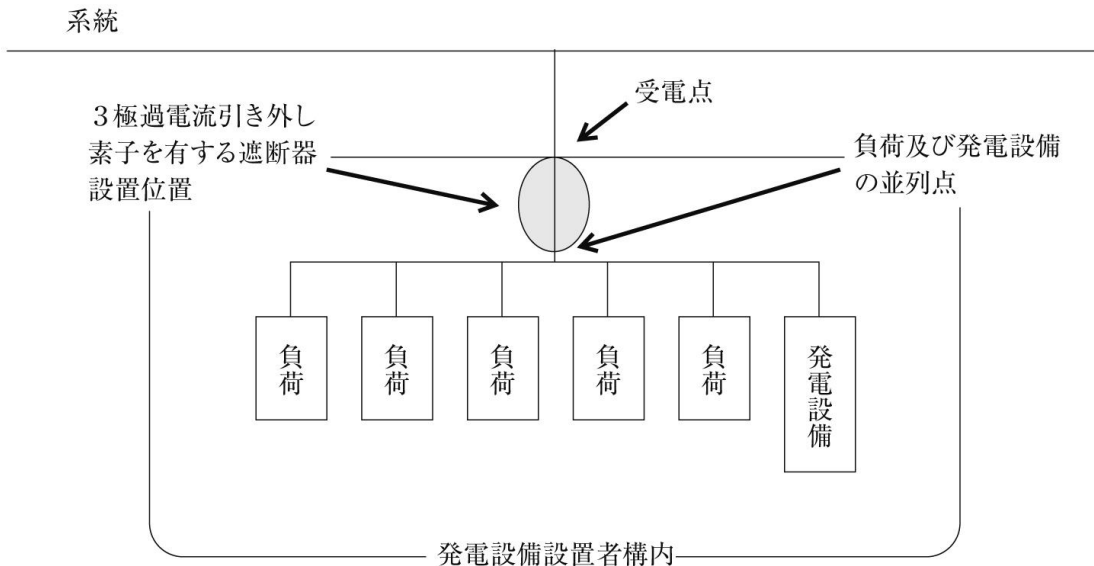 系統
受電点
３極過電流引き外し
素子を有する遮断器
設置位置
負荷及び発電設備
の並列点
負荷
負荷
負荷
負荷
負荷
発電設備
発電設備設置者構内